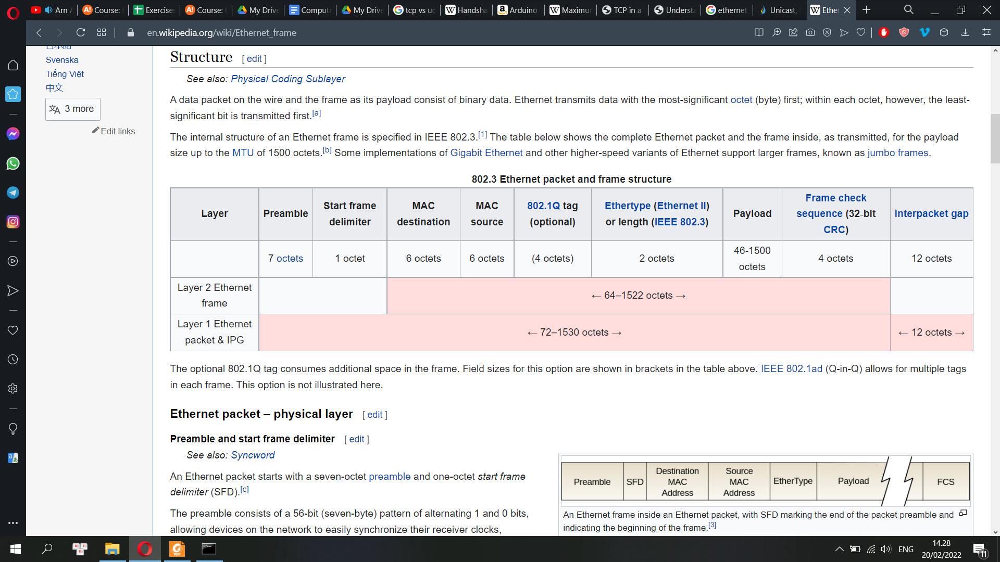 Arn A
Course: I
Exercises
Course: C
My Drive
Compute
My Drive
tcp vs ud
Handsha
Arduino
Maximur
TCP in a
Understa
ethernet
Unicast,
Ether
en.wikipedia.org/wiki/Ethernet_frame
日本語
Svenska
Tiếng Việt
中文
3 more
Edit links
Structure [ edit ]
See also: Physical Coding Sublayer
A data packet on the wire and the frame as its payload consist of binary data. Ethernet transmits data with the most-significant octet (byte) first; within each octet, however, the least-
significant bit is transmitted first.[a]
The internal structure of an Ethernet frame is specified in IEEE 802.3.[1] The table below shows the complete Ethernet packet and the frame inside, as transmitted, for the payload
size up to the MTU of 1500 octets.[b] Some implementations of Gigabit Ethernet and other higher-speed variants of Ethernet support larger frames, known as jumbo frames.
802.3 Ethernet packet and frame structure
Layer
Preamble
Start frame
delimiter
MAC
destination
MAC
source
802.1Q tag
(optional)
Ethertype (Ethernet II)
or length (IEEE 802.3)
Payload
Frame check
sequence (32-bit
CRC)
Interpacket gap
7 octets
1 octet
6 octets
6 octets
(4 octets)
2 octets
46-1500
octets
4 octets
12 octets
Layer 2 Ethernet
frame
← 64–1522 octets →
Layer 1 Ethernet
packet & IPG
← 72–1530 octets →
← 12 octets →
The optional 802.1Q tag consumes additional space in the frame. Field sizes for this option are shown in brackets in the table above. IEEE 802.1ad (Q-in-Q) allows for multiple tags
in each frame. This option is not illustrated here.
Ethernet packet – physical layer [ edit ]
Preamble and start frame delimiter [ edit ]
See also: Syncword
An Ethernet packet starts with a seven-octet preamble and one-octet start frame
delimiter (SFD).[c]
The preamble consists of a 56-bit (seven-byte) pattern of alternating 1 and 0 bits,
allowing devices on the network to easily synchronize their receiver clocks,
Preamble
SFD
Destination
MAC
Address
Source
MAC
Address
EtherType
Payload
FCS
An Ethernet frame inside an Ethernet packet, with SFD marking the end of the packet preamble and
indicating the beginning of the frame.[3]
ENG
14.28
20/02/2022
11